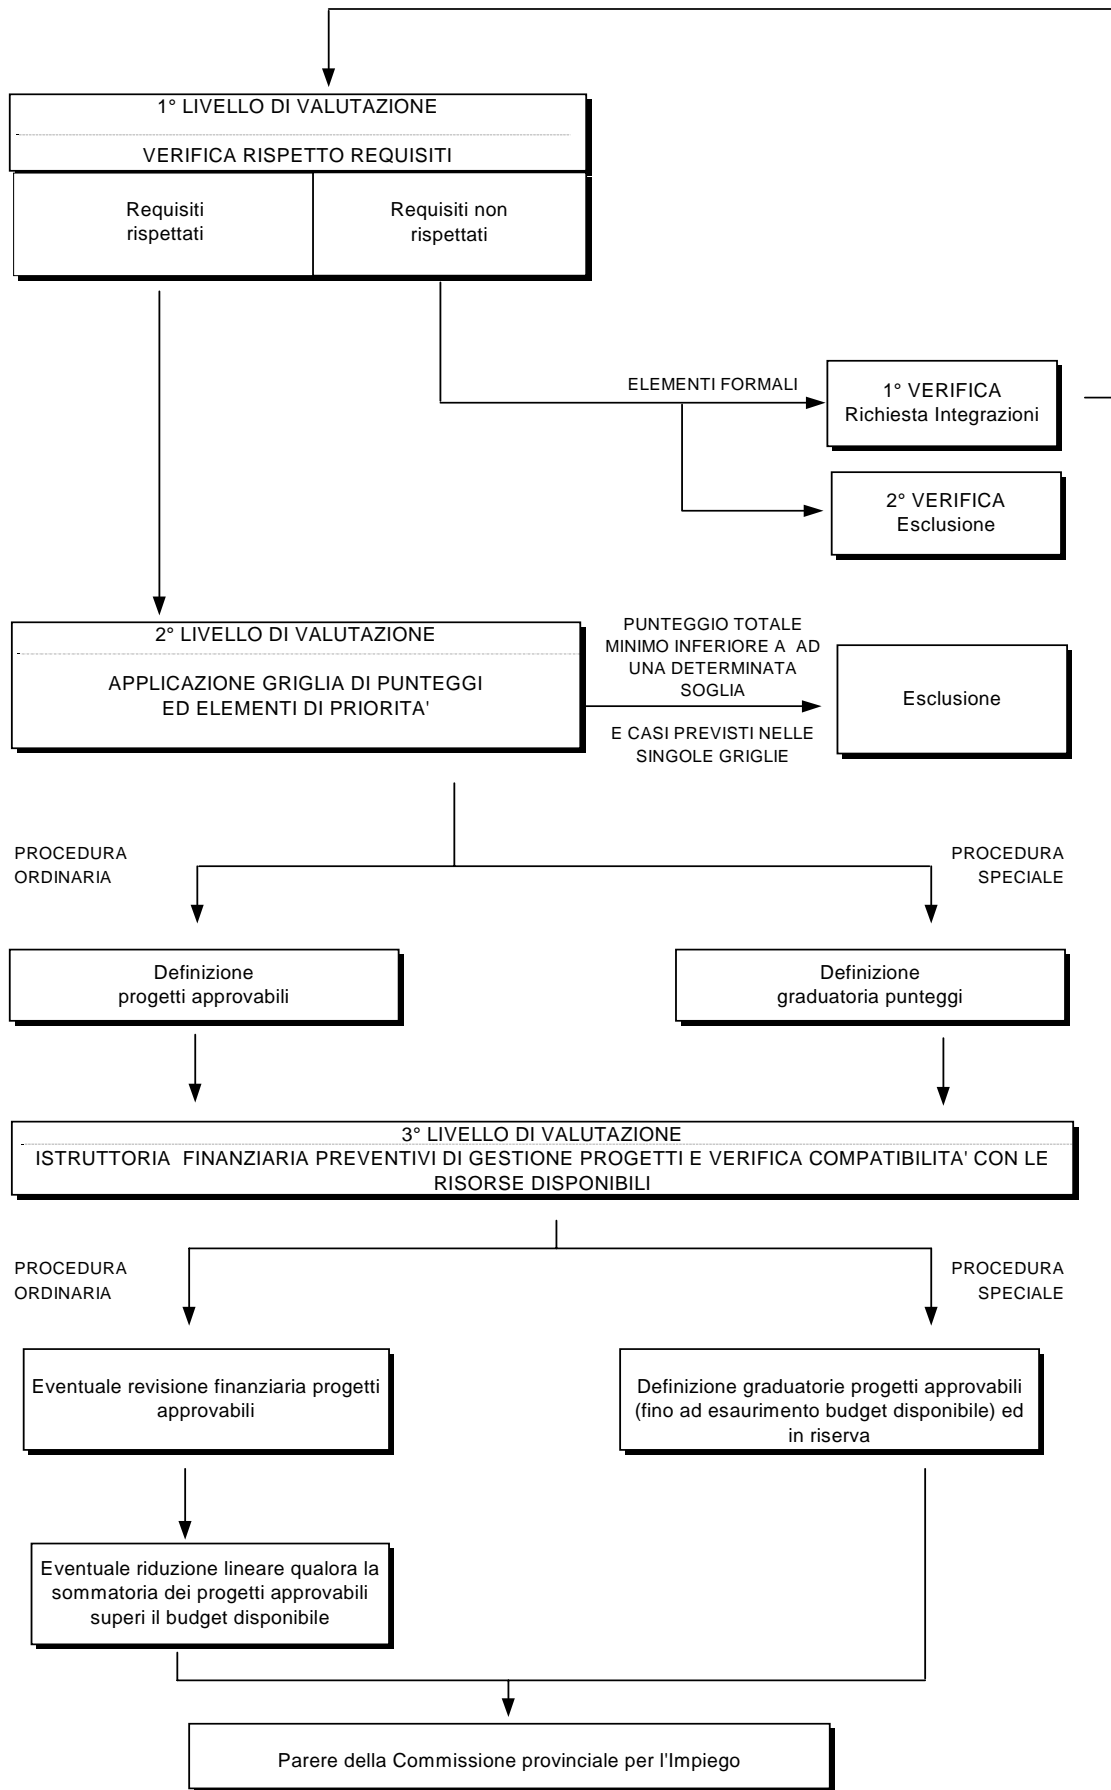 1° LIVELLO DI VALUTAZIONE
VERIFICA RISPETTO REQUISITI
Requisiti
rispettati
Requisiti non
rispettati
ELEMENTI FORMALI
1° VERIFICA
Richiesta Integrazioni
2° VERIFICA
Esclusione
2° LIVELLO DI VALUTAZIONE
APPLICAZIONE GRIGLIA DI PUNTEGGI
ED ELEMENTI DI PRIORITA'
PUNTEGGIO TOTALE
MINIMO INFERIORE A AD
UNA DETERMINATA
SOGLIA
E CASI PREVISTI NELLE
SINGOLE GRIGLIE
Esclusione
PROCEDURA
ORDINARIA
PROCEDURA
SPECIALE
Definizione
progetti approvabili
Definizione
graduatoria punteggi
3° LIVELLO DI VALUTAZIONE
ISTRUTTORIA FINANZIARIA PREVENTIVI DI GESTIONE PROGETTI E VERIFICA COMPATIBILITA' CON LE
RISORSE DISPONIBILI
PROCEDURA
ORDINARIA
PROCEDURA
SPECIALE
Eventuale revisione finanziaria progetti
approvabili
Definizione graduatorie progetti approvabili
(fino ad esaurimento budget disponibile) ed
in riserva
Eventuale riduzione lineare qualora la
sommatoria dei progetti approvabili
superi il budget disponibile
Parere della Commissione provinciale per l'Impiego